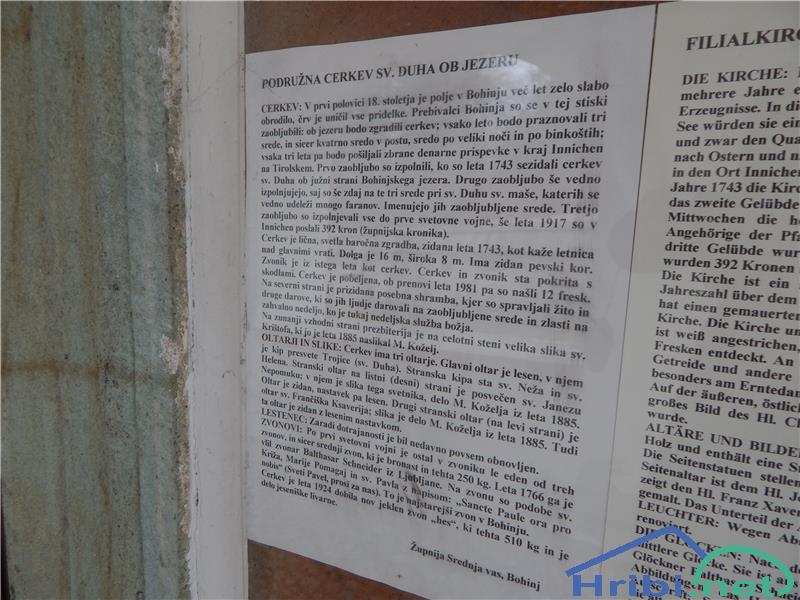 PODRUŽNA CERKEV SV. DUHA OB JEZERU
CERKEV: V prvi polovici 18. stoletja je polje v Bohinju več let zelo slabo
obrodilo, črv je uničil vse pridelke. Prebivalci Bohinja so se v tej stiski
zaobljubili: ob jezeru bodo zgradili cerkev; vsako leto bodo praznovali tri
srede, in sicer kvatrno sredo v postu, sredo po veliki noči in po binkoštih;
vsaka tri leta pa bodo pošiljali zbrane denarne prispevke v kraj Innichen
na Tirolskem. Prvo zaobljubo so izpolnili, ko so leta 1743 sezidali cerkev
sv. Duha ob južni strani Bohinjskega jezera. Drugo zaobljubo še vedno
izpolnjujejo, saj so še zdaj na te tri srede pri sv. Duhu sv. maše, katerih se
vedno udeleži mnogo faranov. Imenujejo jih zaobljubljene srede. Tretjo
zaobljubo so izpolnjevali vse do prve svetovne vojne, še leta 1917 so v
Innichen poslali 392 kron (župnijska kronika).
Cerkev je lična, svetla baročna zgradba, zidana leta 1743, kot kaže letnica
nad glavnimi vrati. Dolga je 16 m, široka 8 m. Ima zidan pevski kor.
Zvonik je iz istega leta kot cerkev. Cerkev in zvonik sta pokrita s
skodlami. Cerkev je pobeljena, ob prenovi leta 1981 pa so našli 12 fresk.
Na severni strani je prizidana posebna shramba, kjer so spravljali žito in
druge darove, ki so jih ljudje darovali na zaobljubljene srede in zlasti na
zahvalno nedeljo, ko je tukaj nedeljska služba božja.
Na zunanji vzhodni strani prezbiterija je na celotni steni velika slika sv.
Krištofa, ki jo je leta 1885 naslikal M. Koželj.
OLTARJI IN SLIKE: Cerkev ima tri oltarje. Glavni oltar je lesen, v njem
je kip presvete Trojice (sv. Duha). Stranska kipa sta sv. Neža in sv.
Helena. Stranski oltar na listni (desni) strani je posvečen sv. Janezu
Nepomuku; v njem je slika tega svetnika, delo M. Koželja iz leta 1885.
Oltar je zidan, nastavek pa lesen. Drugi stranski oltar (na levi strani) je
oltar sv. Frančiška Ksaverija; slika je delo M. Koželja iz leta 1885. Tudi
ta oltar je zidan z lesenim nastavkom.
LESTENEC: Zaradi dotrajanosti je bil nedavno povsem obnovljen.
ZVONOVI: Po prvi svetovni vojni je ostal v zvoniku le eden od treh
zvonov, in sicer srednji zvon, ki je bronast in tehta 250 kg. Leta 1766 ga je
vlil zvonar Balthasar Schneider iz Ljubljane. Na zvonu so podobe sv.
Križa, Marije Pomagaj in sv. Pavla z napisom: „Sancte Paule ora pro
nobis“ (Sveti Pavel, prosi za nas). To je najstarejši zvon v Bohinju.
Cerkev je leta 1924 dobila nov jeklen zvon „hes“, ki tehta 510 kg in je
delo jeseniške livarne.
Župnija Srednja vas, Bohinj
FILIALKIRC
DIE KIRCHE:
mehrere Jahre
Erzeugnisse. In di
See würden sie ein
und zwar den Qua
nach Ostern und
in den Ort Innichen
Jahre 1743 die Kirch
das zweite Gelübde
Mittwochen die
Angehörige der Pfa
dritte Gelübde wur
wurden 392 Kronen
Die Kirche ist ein
Jahreszahl über dem
hat einen gemauerten
Kirche. Die Kirche un
ist weiß angestrichen,
Fresken entdeckt. An
Getreide und andere
besonders am Erntedan
Auf der äußeren, östlich
großes Bild des Hl. Ch
wurde.
ALTÄRE UND BILDER
Holz und enthält eine S
Die Seitenstatuen stellen
Seitenaltar ist dem Hl. J
zeigt den Hl. Franz Xaver
gemalt. Das Unterteil der
LEUCHTER: Wegen Ab
renoviert.
DIE GLOCKEN: Nach
mittlere Glocke. Sie ist
Glöckner Balthasar
Abbildungen
Hribi.net